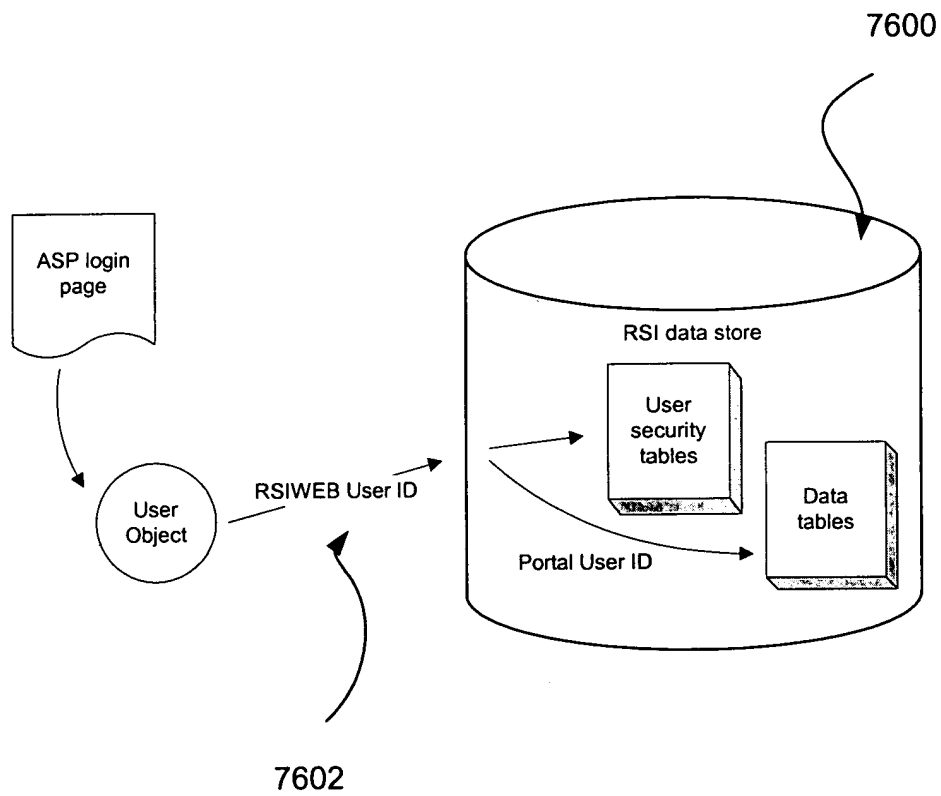 7600
ASP login
page
RSI data store
User
security
tables
RSIWEB User ID
User
Object
Data
tables
Portal User ID
7602